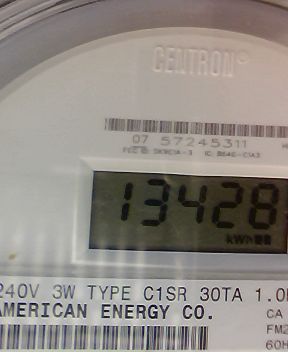 CENTRON®
07 57245311
13428
kWh
240V 3W TYPE C1SR 30TA 1.0
AMERICAN ENERGY CO.
CA
FM2
60H